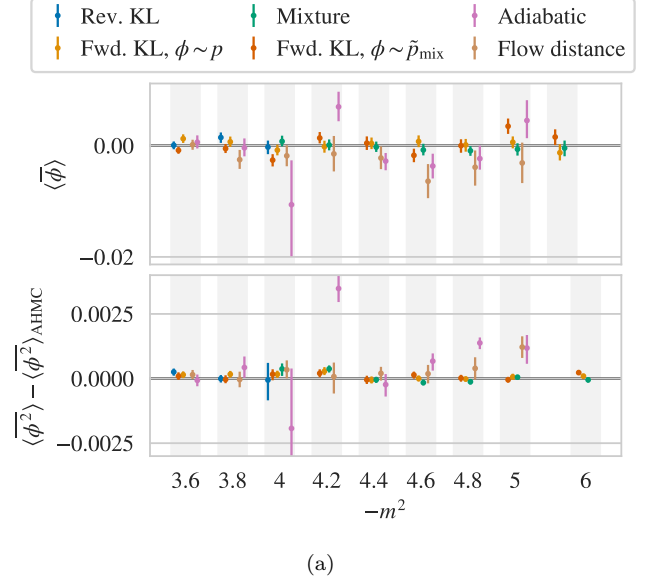 Rev. KL Mixture Adiabatic
Fwd. KL, ϕ ∼ p Fwd. KL, ϕ ∼ p̃_mix Flow distance
0.00
−0.02
⟨ϕ̅⟩
0.0025
0.0000
−0.0025
⟨ϕ̅²⟩ − ⟨ϕ̅²⟩_AHMC
3.6 3.8 4 4.2 4.4 4.6 4.8 5 6
−m²
(a)